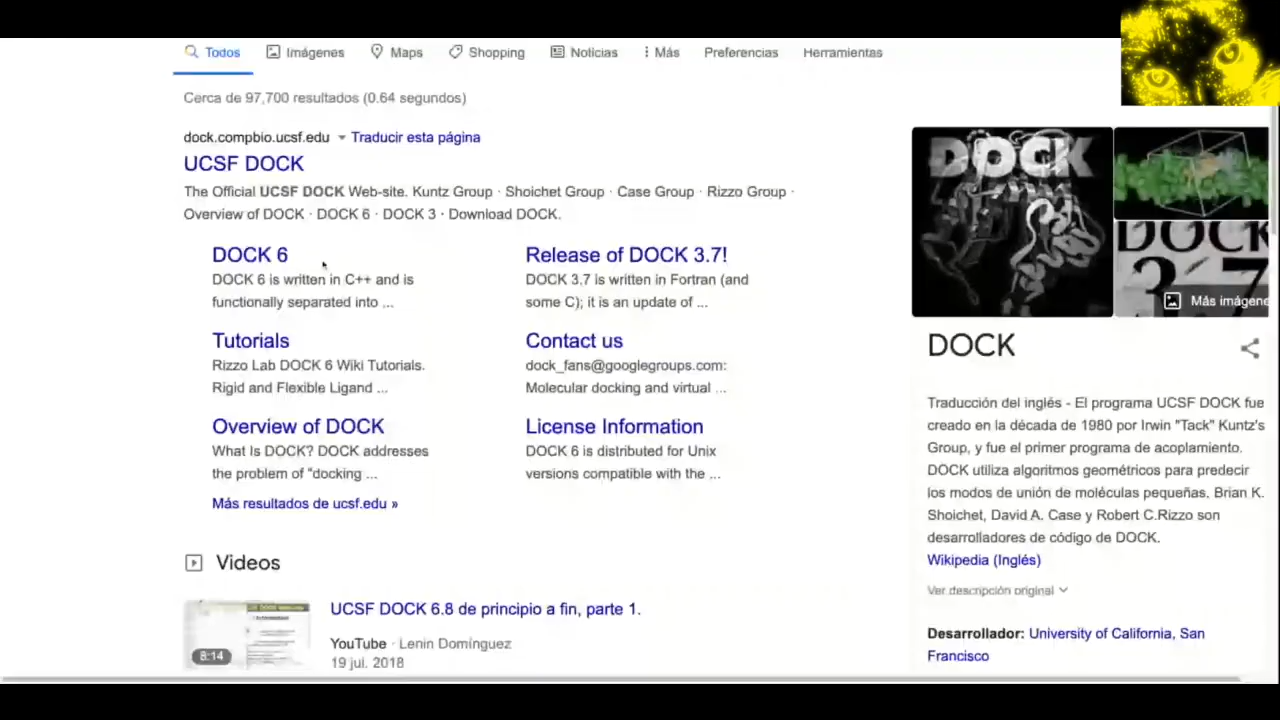 Todos
Imágenes
Maps
Shopping
Noticias
Más
Preferencias
Herramientas
Cerca de 97,700 resultados (0.64 segundos)
dock.compbio.ucsf.edu Traducir esta página
UCSF DOCK
The Official UCSF DOCK Web-site. Kuntz Group · Shoichet Group · Case Group · Rizzo Group ·
Overview of DOCK · DOCK 6 · DOCK 3 · Download DOCK.
DOCK 6
DOCK 6 is written in C++ and is
functionally separated into ...
Release of DOCK 3.7!
DOCK 3.7 is written in Fortran (and
some C); it is an update of ...
Tutorials
Rizzo Lab DOCK 6 Wiki Tutorials.
Rigid and Flexible Ligand ...
Contact us
dock_fans@googlegroups.com:
Molecular docking and virtual ...
Overview of DOCK
What Is DOCK? DOCK addresses
the problem of "docking ...
License Information
DOCK 6 is distributed for Unix
versions compatible with the ...
Más resultados de ucsf.edu »
Videos
8:14
UCSF DOCK 6.8 de principio a fin, parte 1.
YouTube · Lenin Domínguez
19 jul. 2018
DOCK
DOCK
3.7
Más imágene
DOCK
Traducción del inglés - El programa UCSF DOCK fue
creado en la década de 1980 por Irwin "Tack" Kuntz's
Group, y fue el primer programa de acoplamiento.
DOCK utiliza algoritmos geométricos para predecir
los modos de unión de moléculas pequeñas. Brian K.
Shoichet, David A. Case y Robert C.Rizzo son
desarrolladores de código de DOCK.
Wikipedia (Inglés)
Ver descripción original
Desarrollador: University of California, San
Francisco